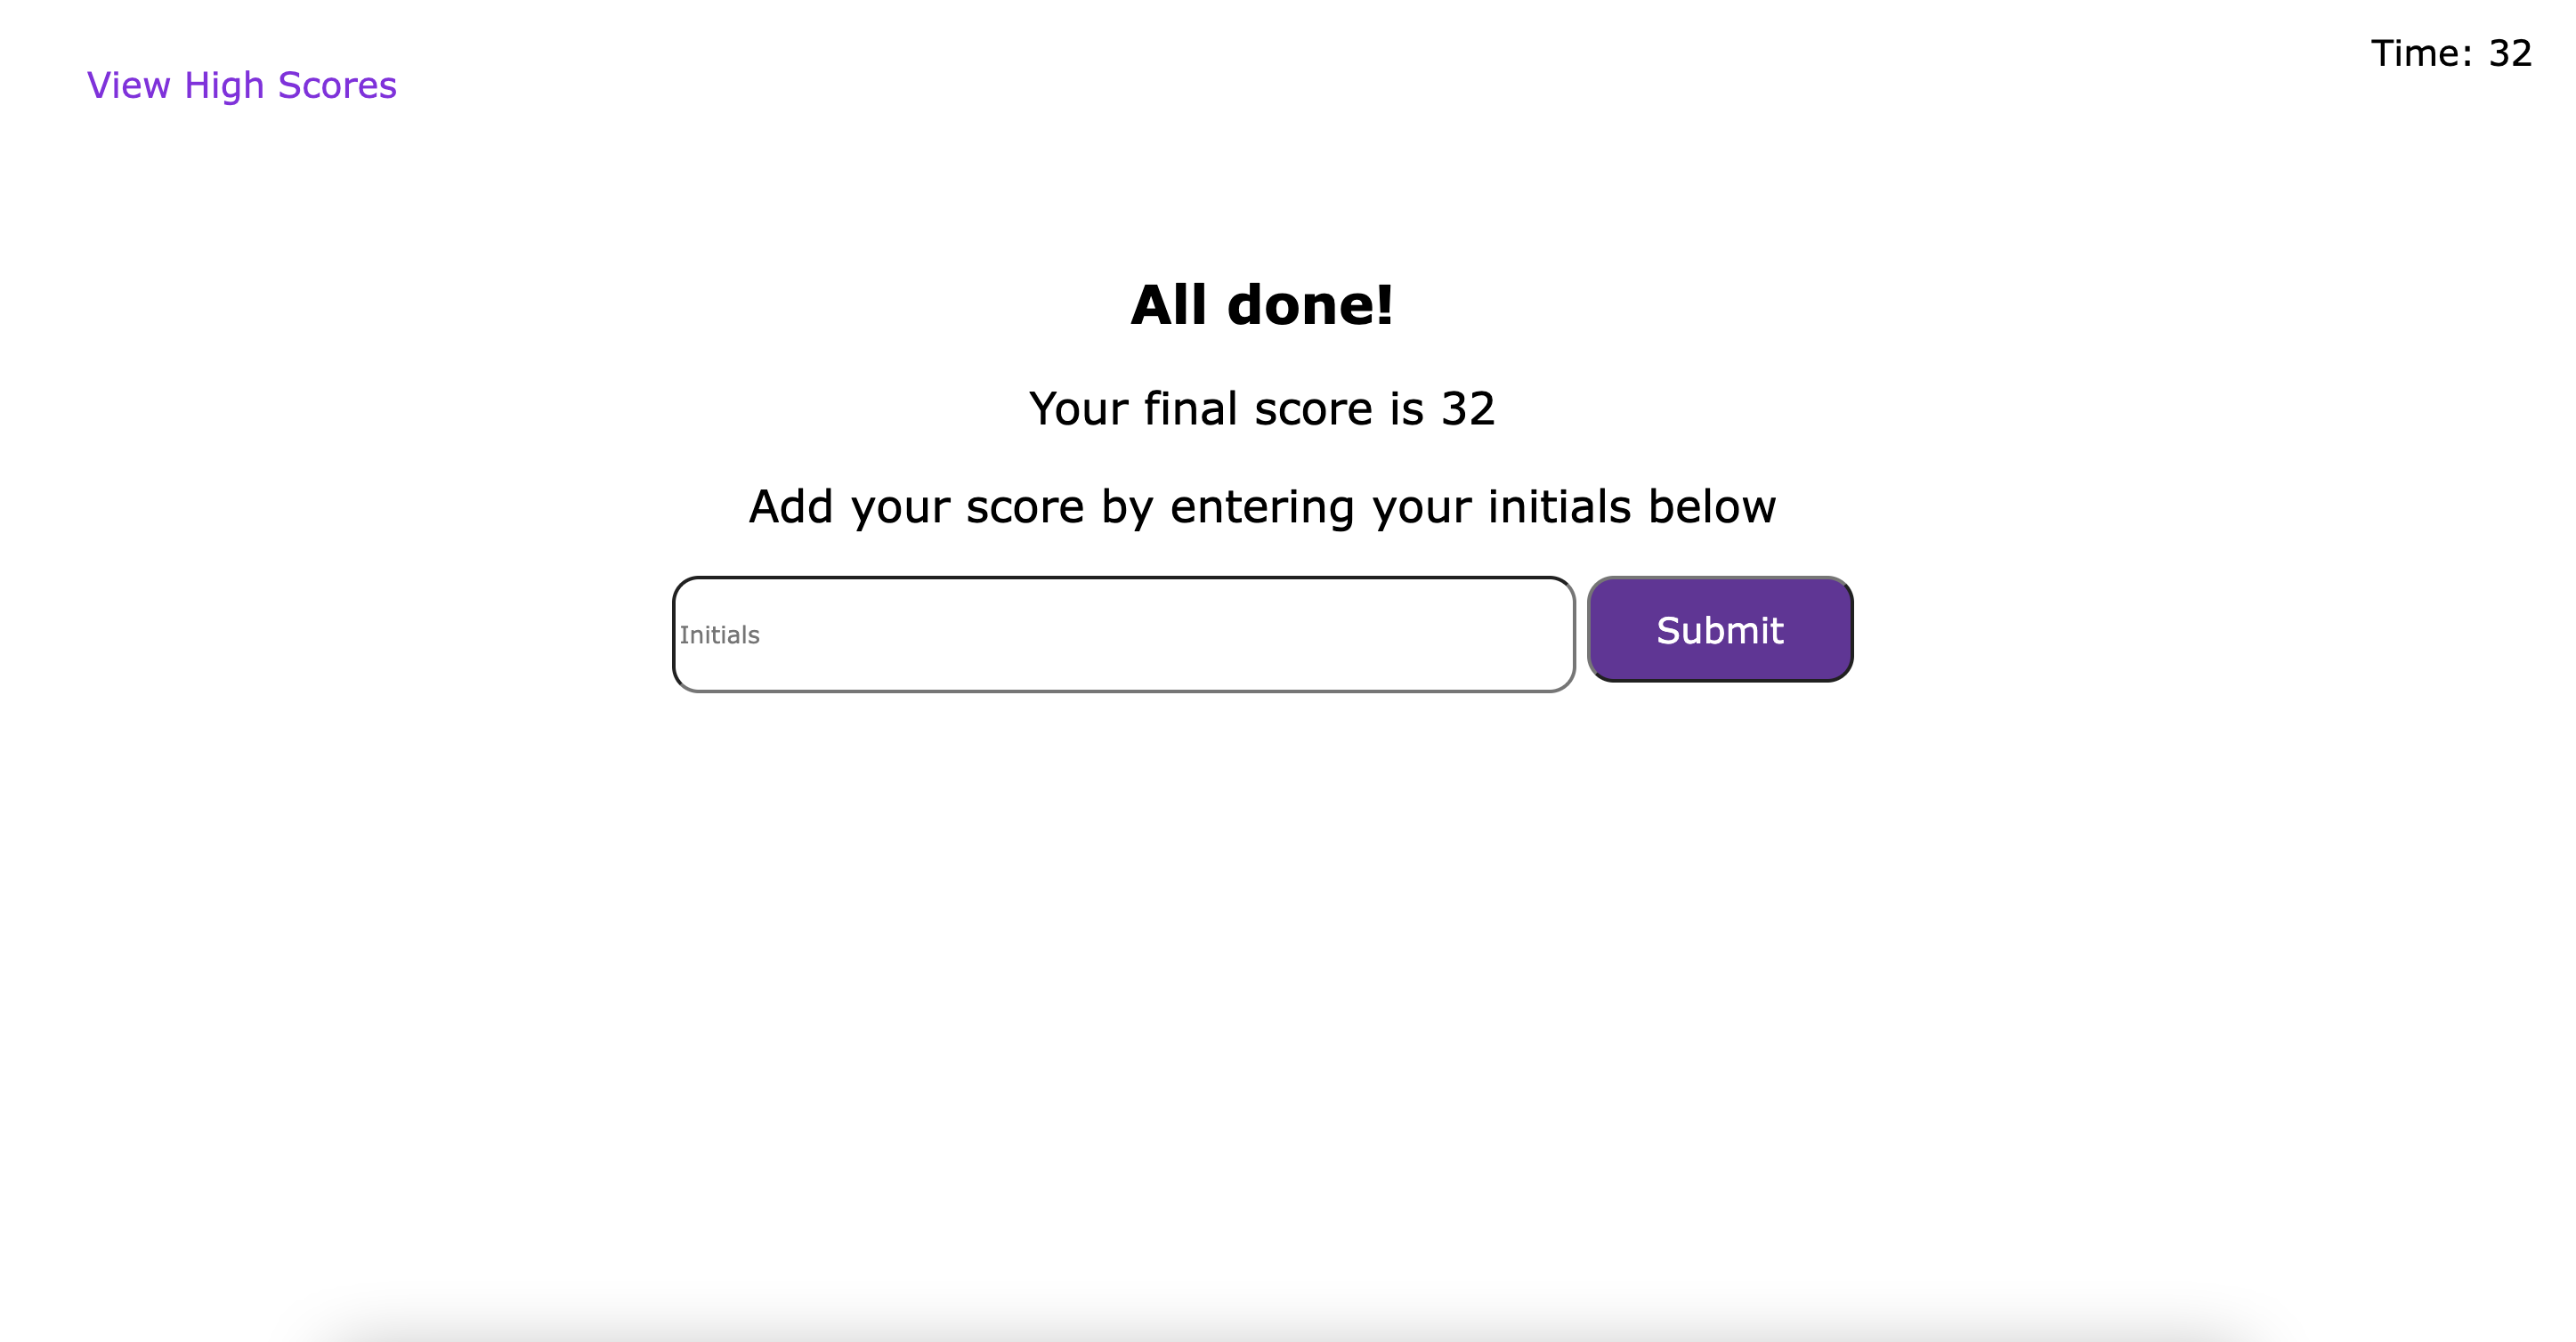 View High Scores
Time: 32
All done!
Your final score is 32
Add your score by entering your initials below
Initials
Submit